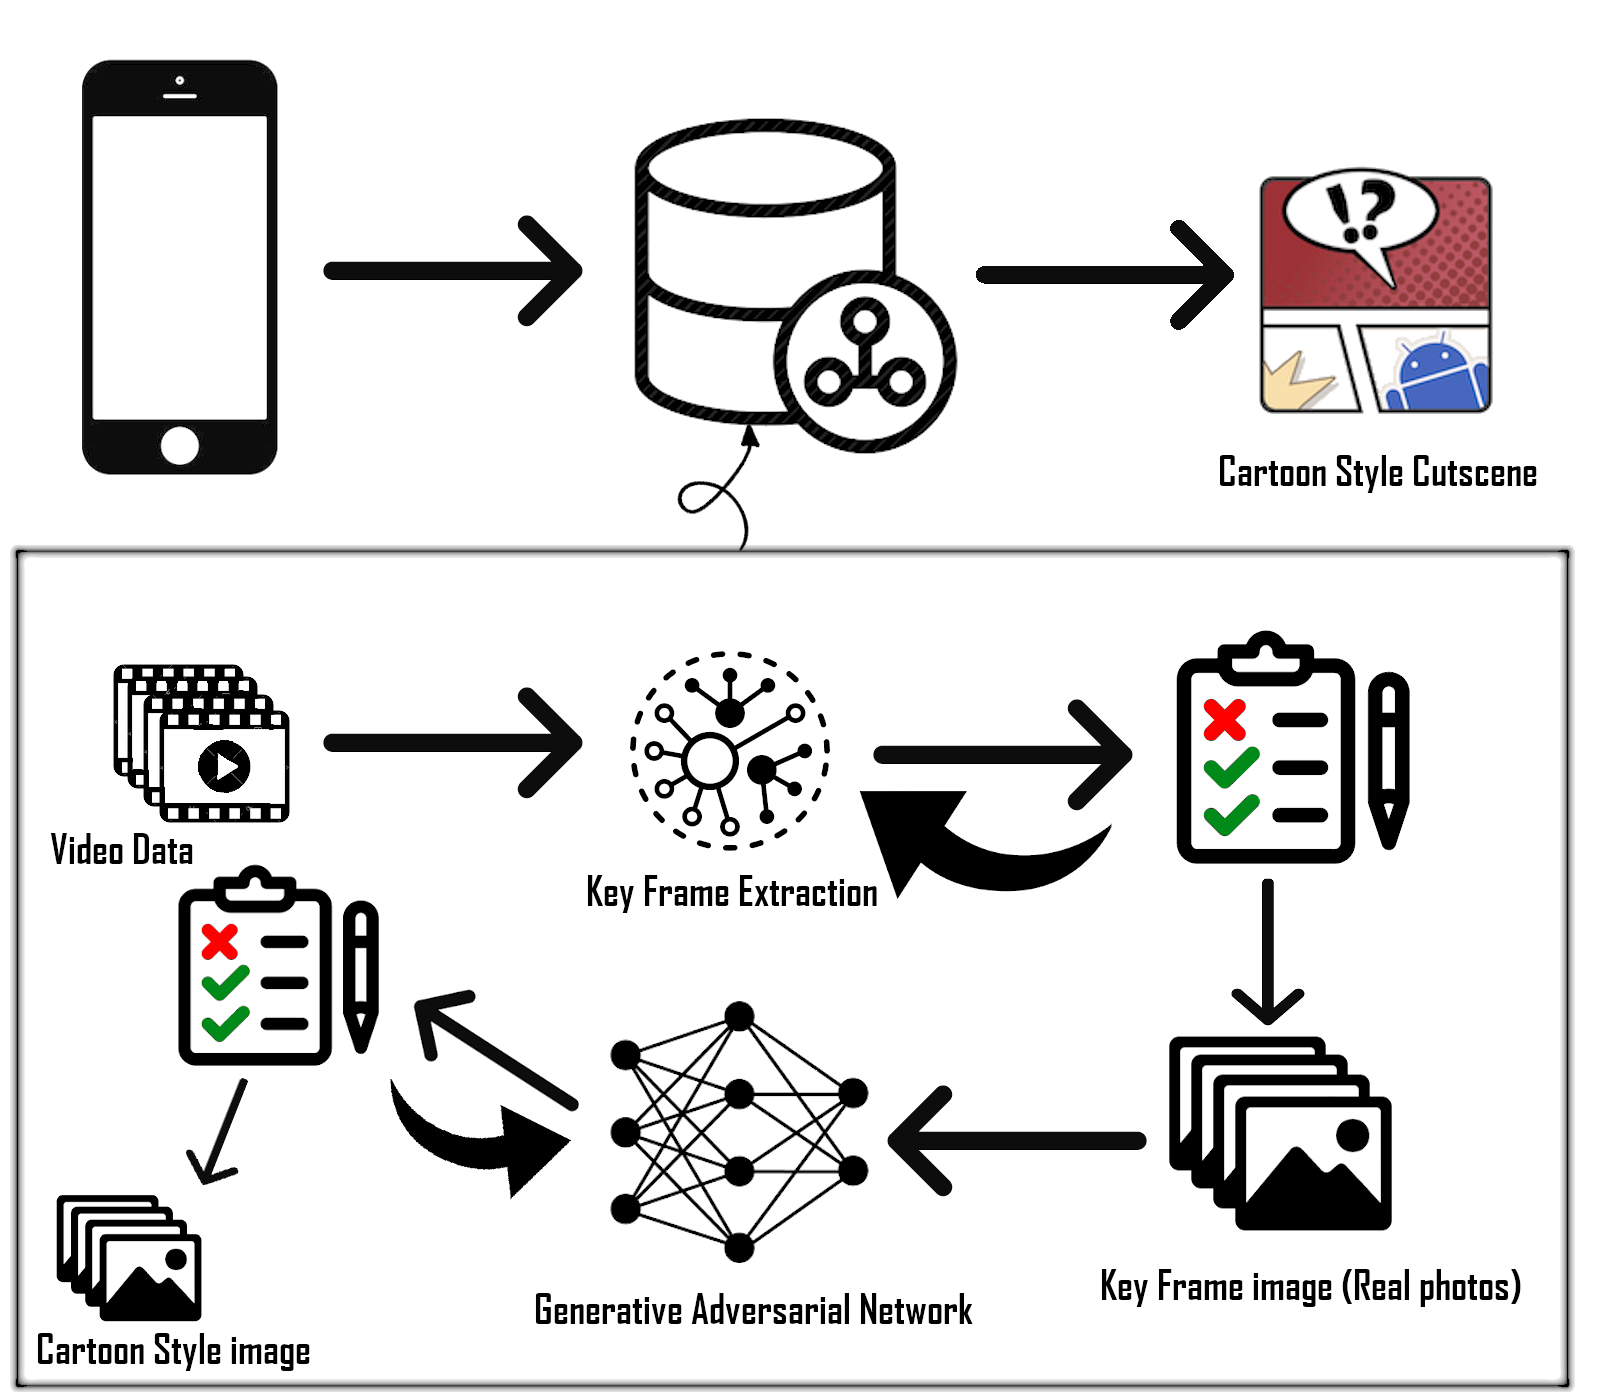 !?
Cartoon Style Cutscene
Video Data
Key Frame Extraction
Key Frame image (Real photos)
Generative Adversarial Network
Cartoon Style image